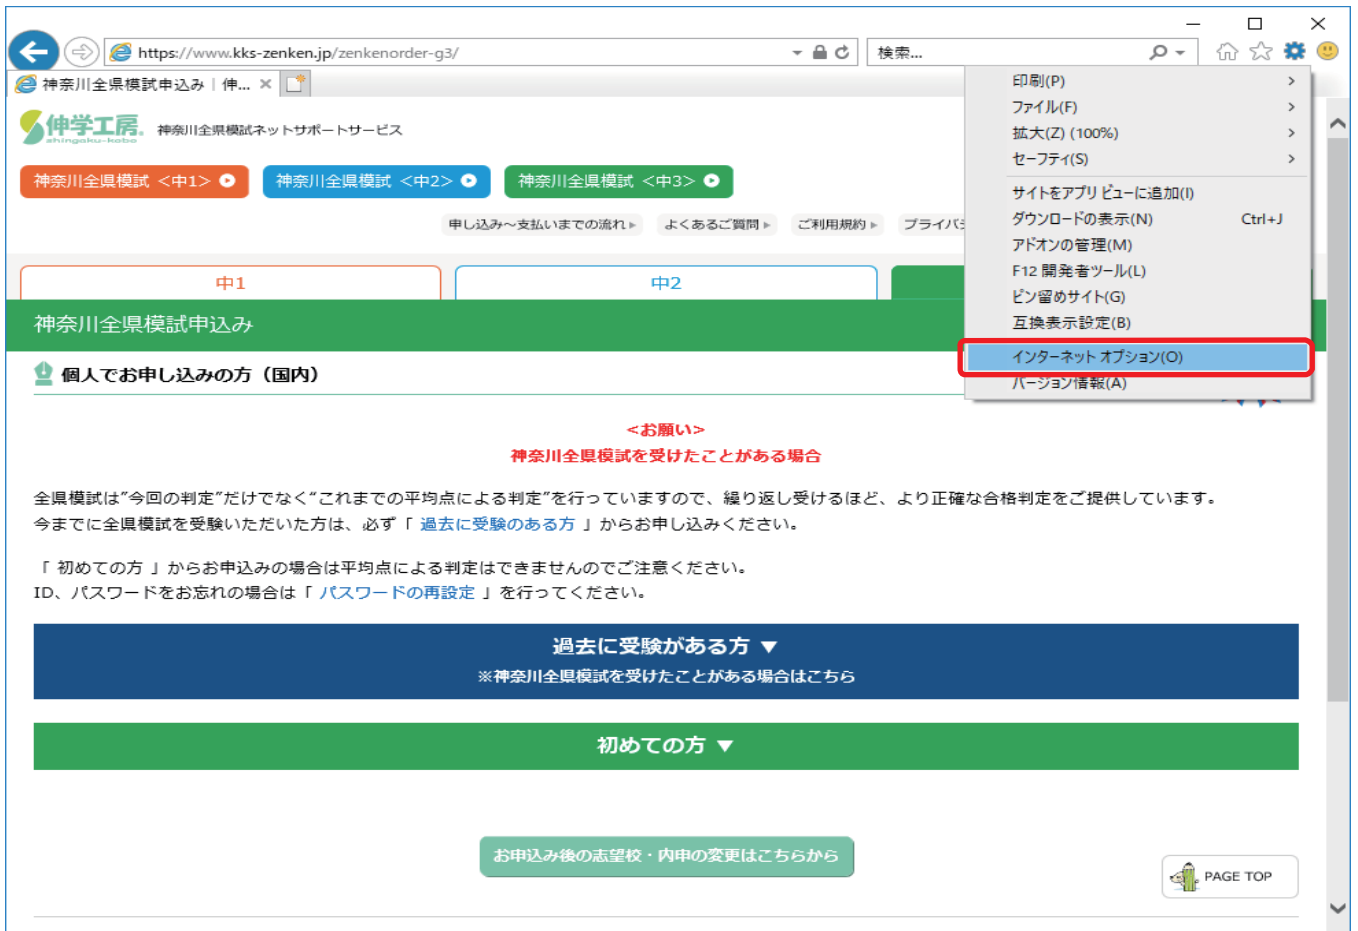 https://www.kks-zenken.jp/zenkenorder-g3/
検索...
神奈川全県模試申込み｜伸...
伸学工房。
shingaku-kobo
神奈川全県模試ネットサポートサービス
神奈川全県模試 <中1>
神奈川全県模試 <中2>
神奈川全県模試 <中3>
申し込み～支払いまでの流れ
よくあるご質問
ご利用規約
プライバシ
印刷(P)
ファイル(F)
拡大(Z) (100%)
セーフティ(S)
サイトをアプリ ビューに追加(I)
ダウンロードの表示(N) Ctrl+J
アドオンの管理(M)
F12 開発者ツール(L)
ピン留めサイト(G)
互換表示設定(B)
インターネット オプション(O)
バージョン情報(A)
中1
中2
神奈川全県模試申込み
個人でお申し込みの方（国内）
<お願い>
神奈川全県模試を受けたことがある場合
全県模試は”今回の判定”だけでなく“これまでの平均点による判定”を行っていますので、繰り返し受けるほど、より正確な合格判定をご提供しています。
今までに全県模試を受験いただいた方は、必ず「 過去に受験のある方 」からお申し込みください。
「 初めての方 」からお申込みの場合は平均点による判定はできませんのでご注意ください。
ID、パスワードをお忘れの場合は「 パスワードの再設定 」を行ってください。
過去に受験がある方 ▼
※神奈川全県模試を受けたことがある場合はこちら
初めての方 ▼
お申込み後の志望校・内申の変更はこちらから
PAGE TOP